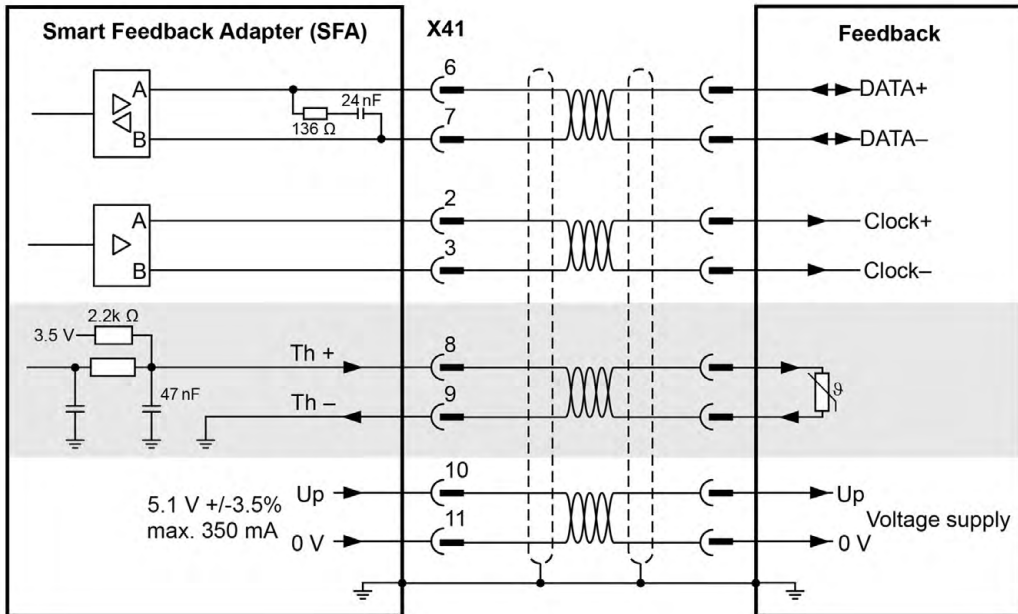 Smart Feedback Adapter (SFA)
X41
Feedback
A
B
136 Ω
24 nF
6
7
DATA+
DATA–
A
B
2
3
Clock+
Clock–
2.2k Ω
3.5 V
47 nF
Th +
Th –
8
9
ϑ
5.1 V +/-3.5%
max. 350 mA
Up
0 V
10
11
Up
0 V
Voltage supply